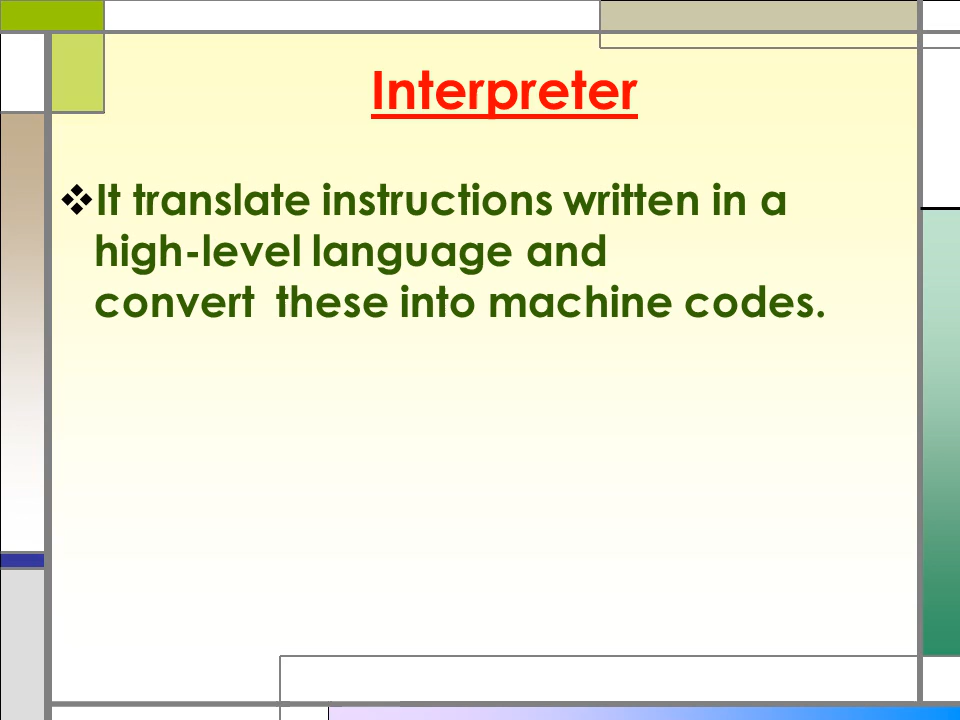 Interpreter
❖ It translate instructions written in a
high-level language and
convert  these into machine codes.